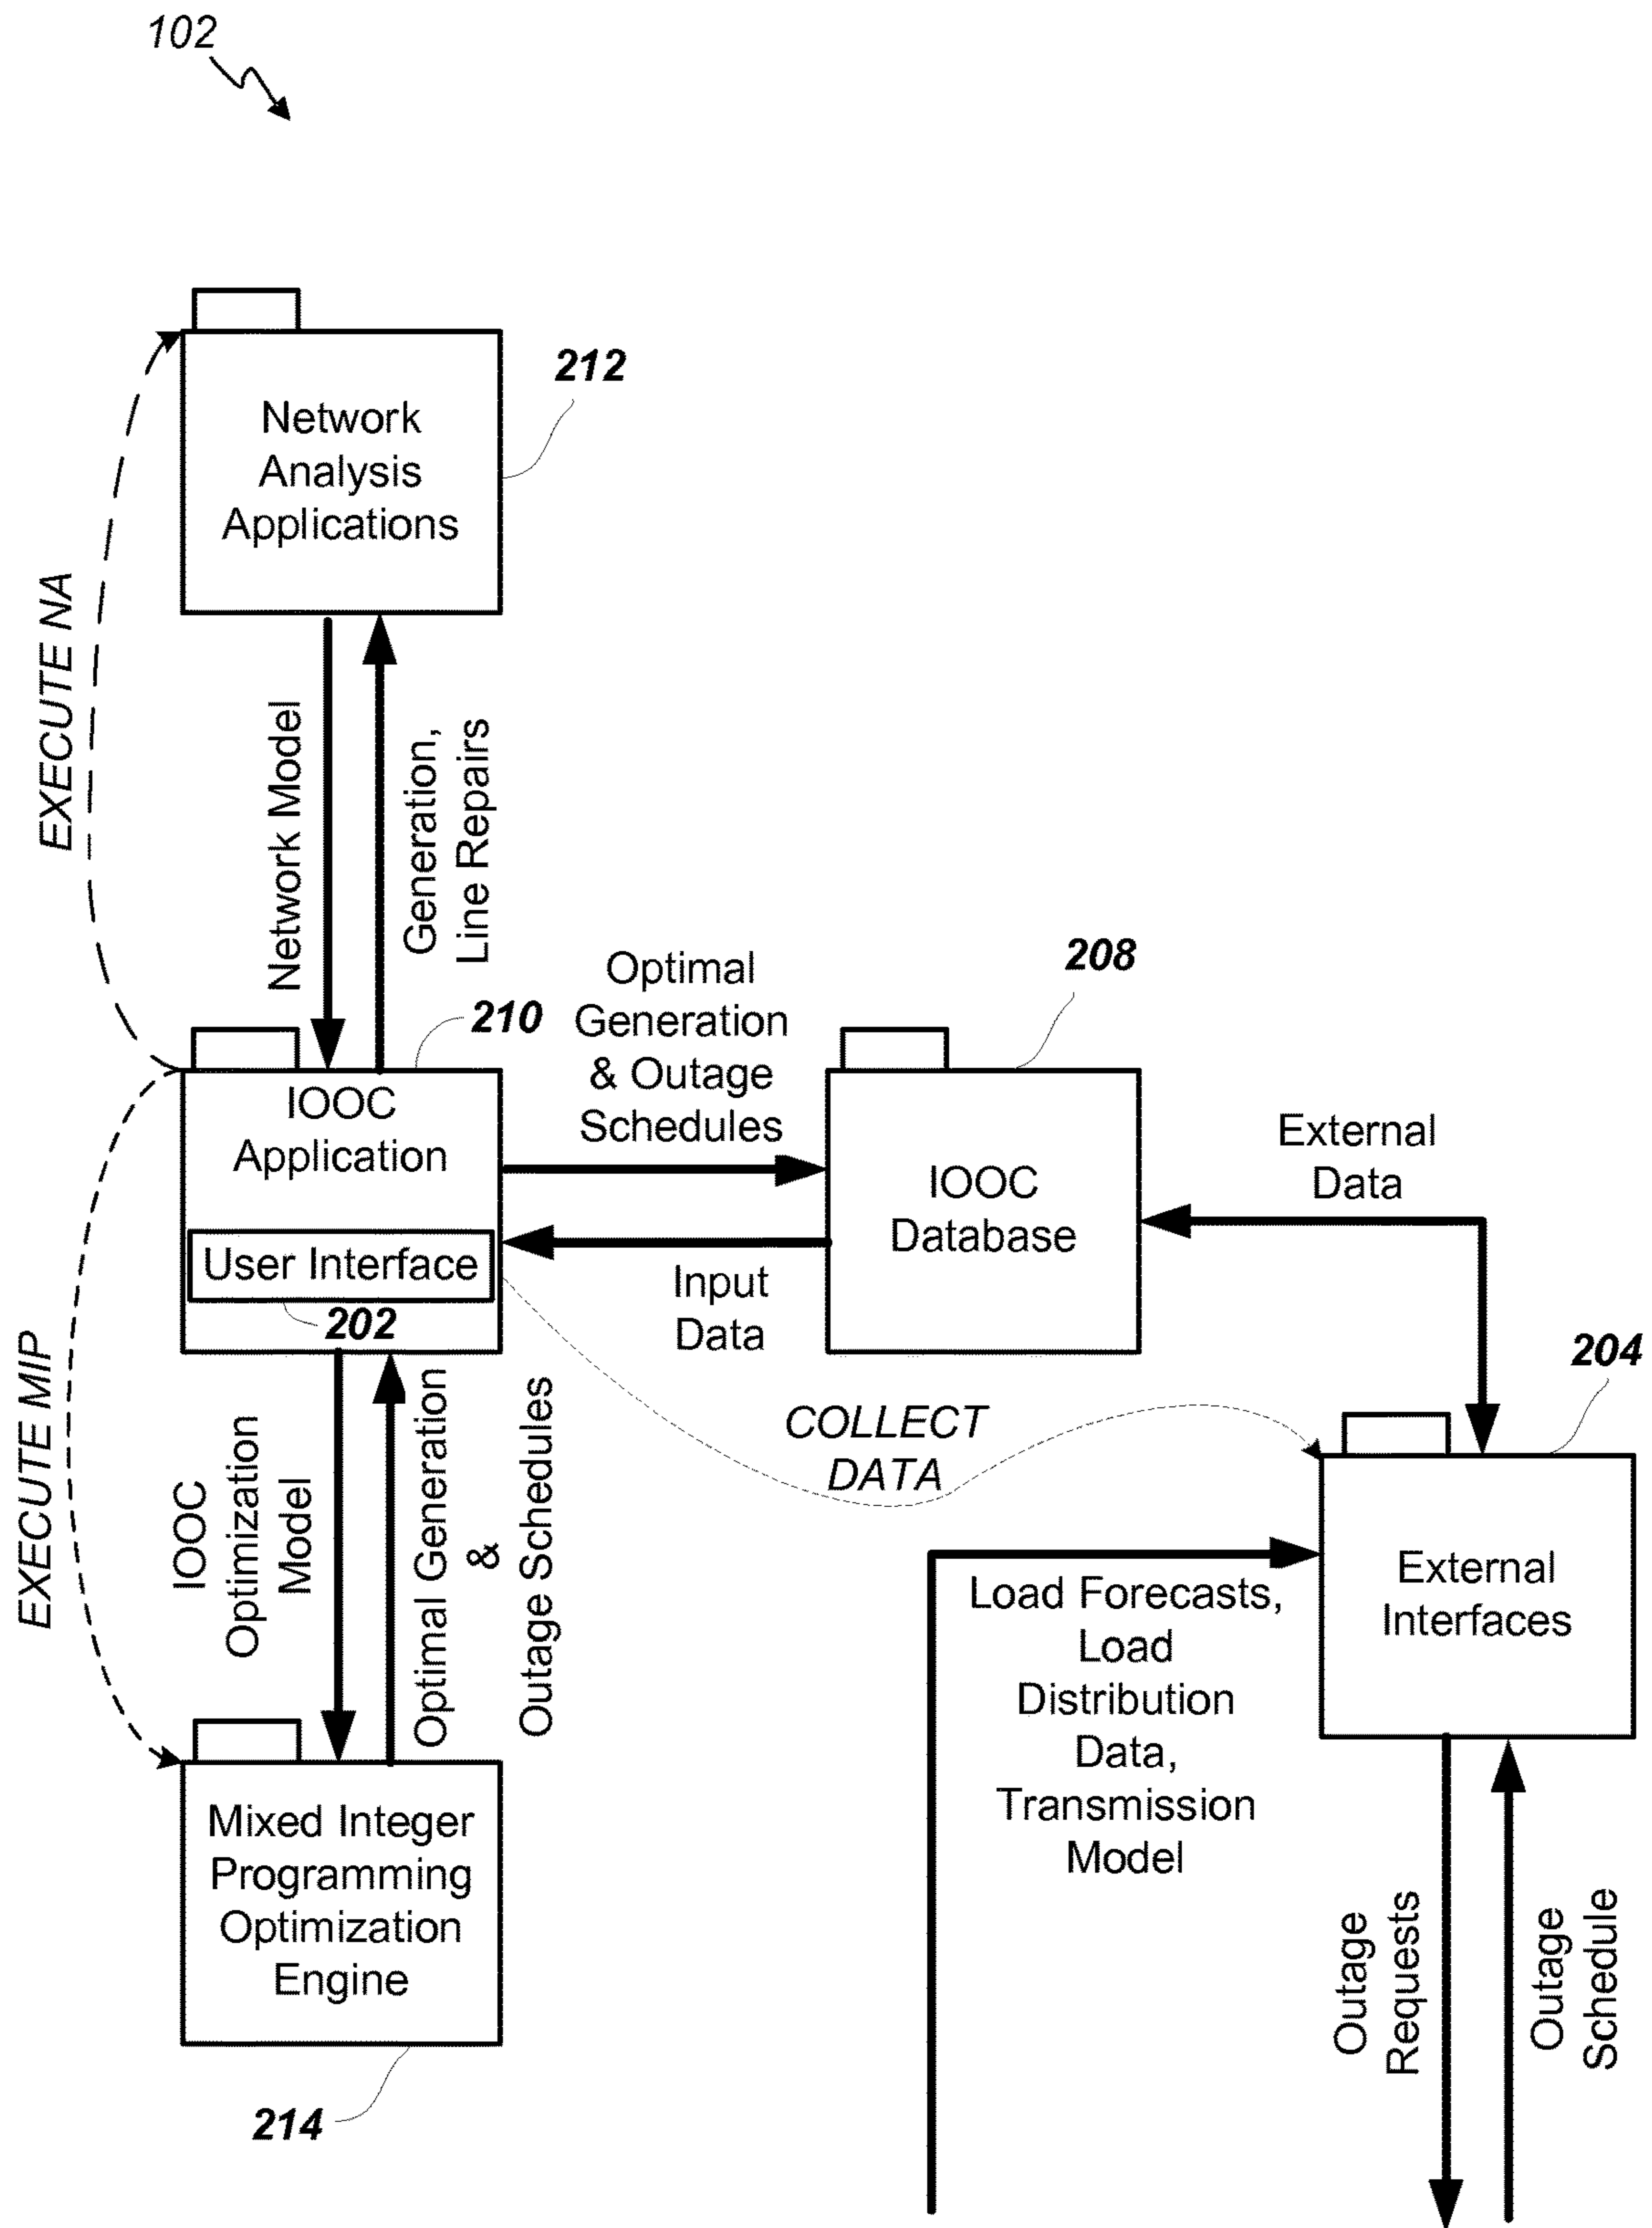 102
212
Network
Analysis
Applications
EXECUTE NA
Network Model
Generation,
Line Repairs
210
Optimal
Generation
& Outage
Schedules
208
IOOC
Application
User Interface
202
Input
Data
IOOC
Database
External
Data
204
COLLECT
DATA
EXECUTE MIP
IOOC
Optimization
Model
Optimal Generation
&
Outage Schedules
External
Interfaces
Load Forecasts,
Load
Distribution
Data,
Transmission
Model
Mixed Integer
Programming
Optimization
Engine
214
Outage
Requests
Outage
Schedule